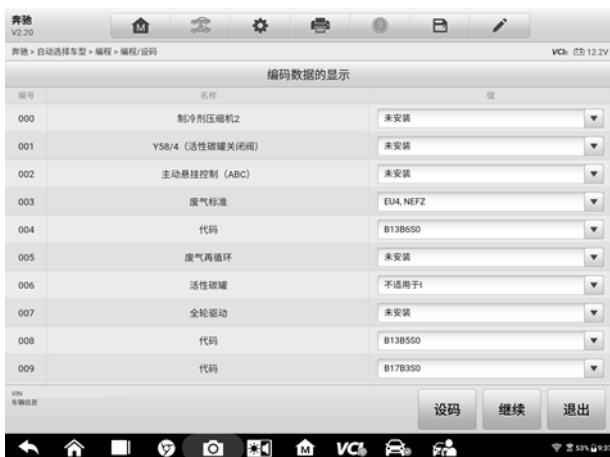 奔驰
V2.20
奔驰 > 自动选择车型 > 编程 > 编程/设码 VCI: 12.2V
编码数据的显示
编号 名称 值
000 制冷剂压缩机2 未安装
001 Y58/4（活性碳罐关闭阀） 未安装
002 主动悬挂控制（ABC） 未安装
003 废气标准 EU4, NEFZ
004 代码 B13B6S0
005 废气再循环 未安装
006 活性碳罐 不适用于I
007 全轮驱动 未安装
008 代码 B13B5S0
009 代码 B17B3S0
VIN
车辆信息
设码 继续 退出
VCI 53% 9:37